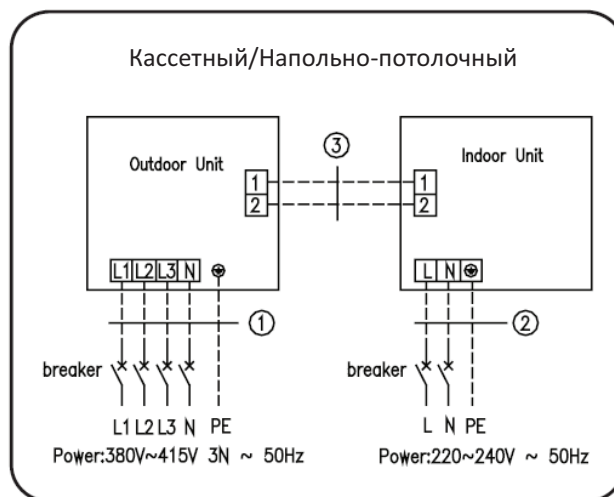 Кассетный/Напольно-потолочный
Outdoor Unit
1
2
③
Indoor Unit
1
2
L1 L2 L3 N
L N
①
②
breaker
breaker
L1 L2 L3 N PE
L N PE
Power:380V~415V 3N ~ 50Hz
Power:220~240V ~ 50Hz